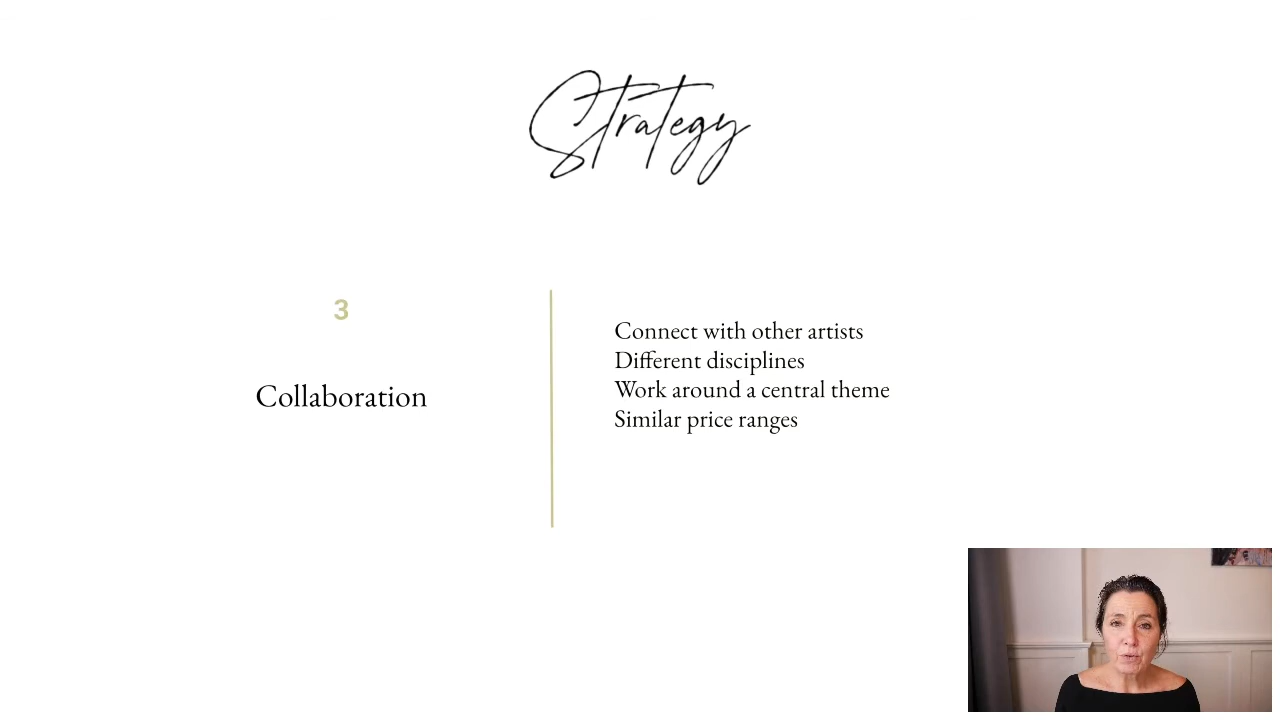 Strategy
3
Collaboration
Connect with other artists
Different disciplines
Work around a central theme
Similar price ranges